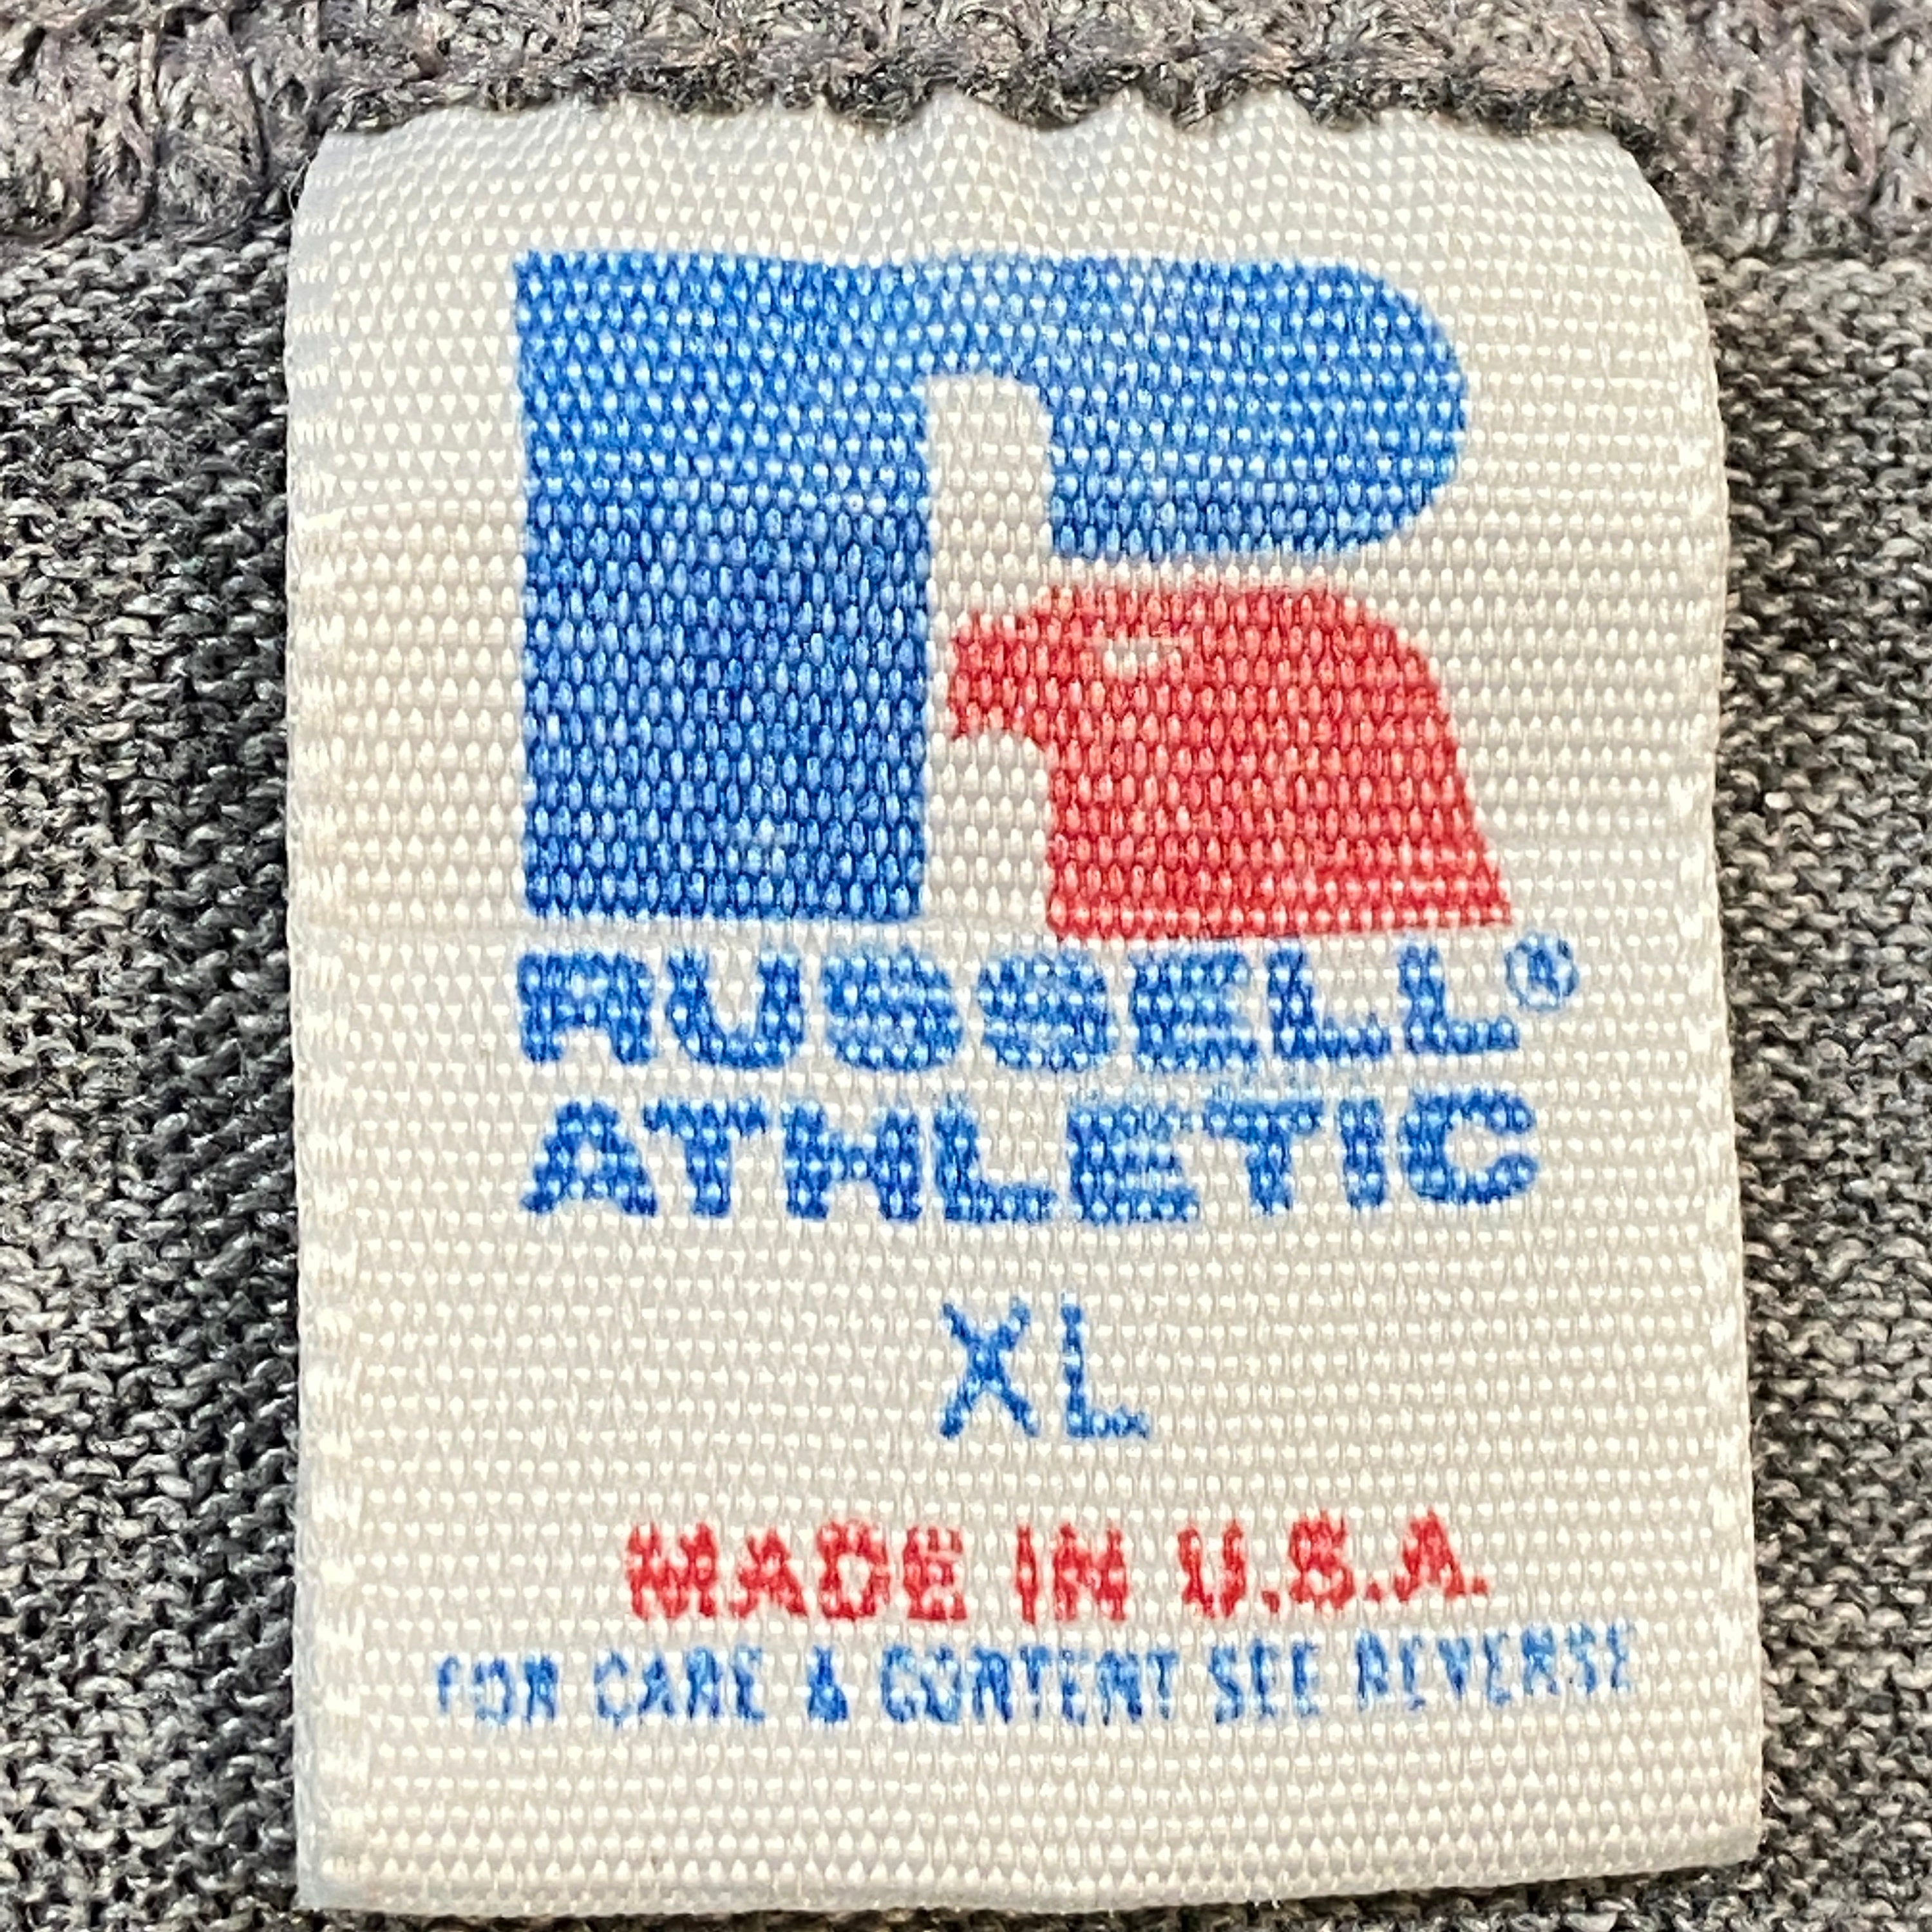 RUSSELL®
ATHLETIC
XL
MADE IN U.S.A.
FOR CARE & CONTENT SEE REVERSE